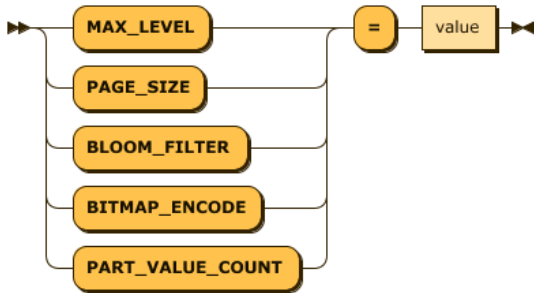 MAX_LEVEL = value
PAGE_SIZE
BLOOM_FILTER
BITMAP_ENCODE
PART_VALUE_COUNT